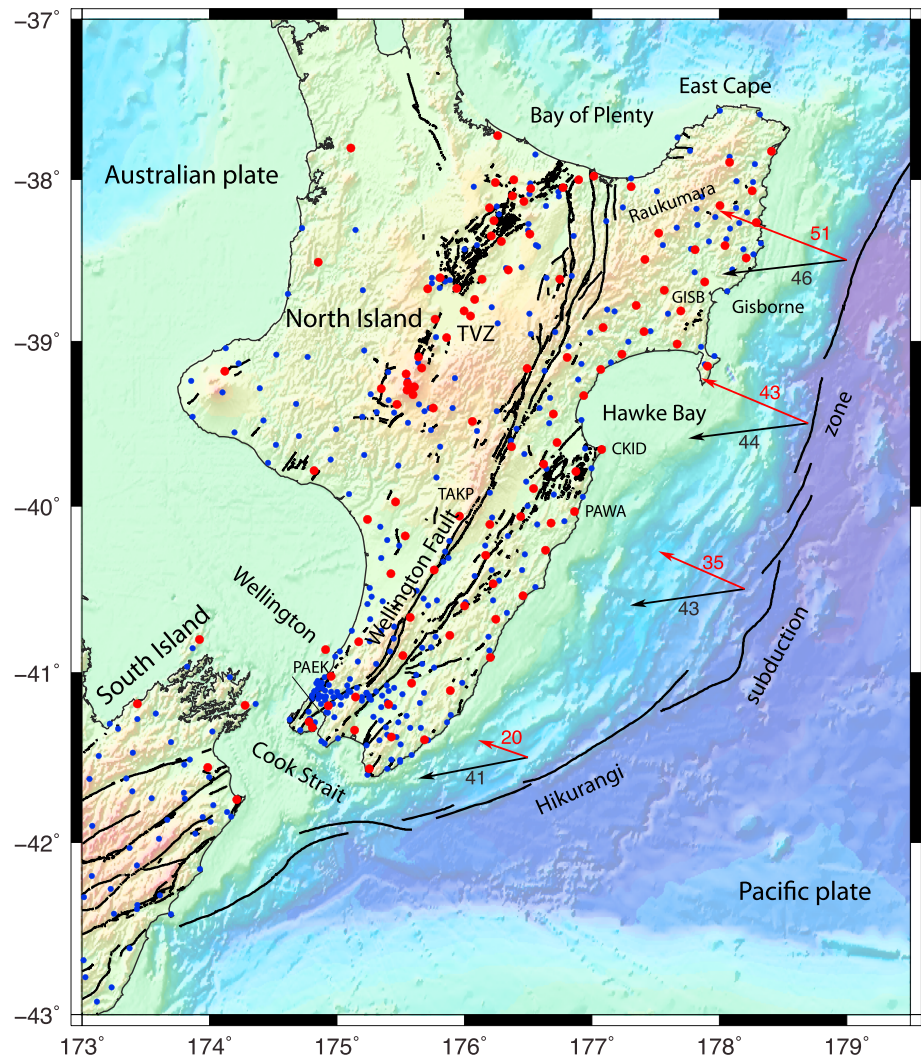 −37°
East Cape
Bay of Plenty
Australian plate
−38°
Raukumara
51
46
GISB
Gisborne
North Island
TVZ
−39°
43
Hawke Bay
44
zone
CKID
TAKP
−40°
PAWA
Wellington Fault
35
43
Wellington
subduction
South Island
PAEK
−41°
20
41
Cook Strait
Hikurangi
−42°
Pacific plate
−43°
173° 174° 175° 176° 177° 178° 179°